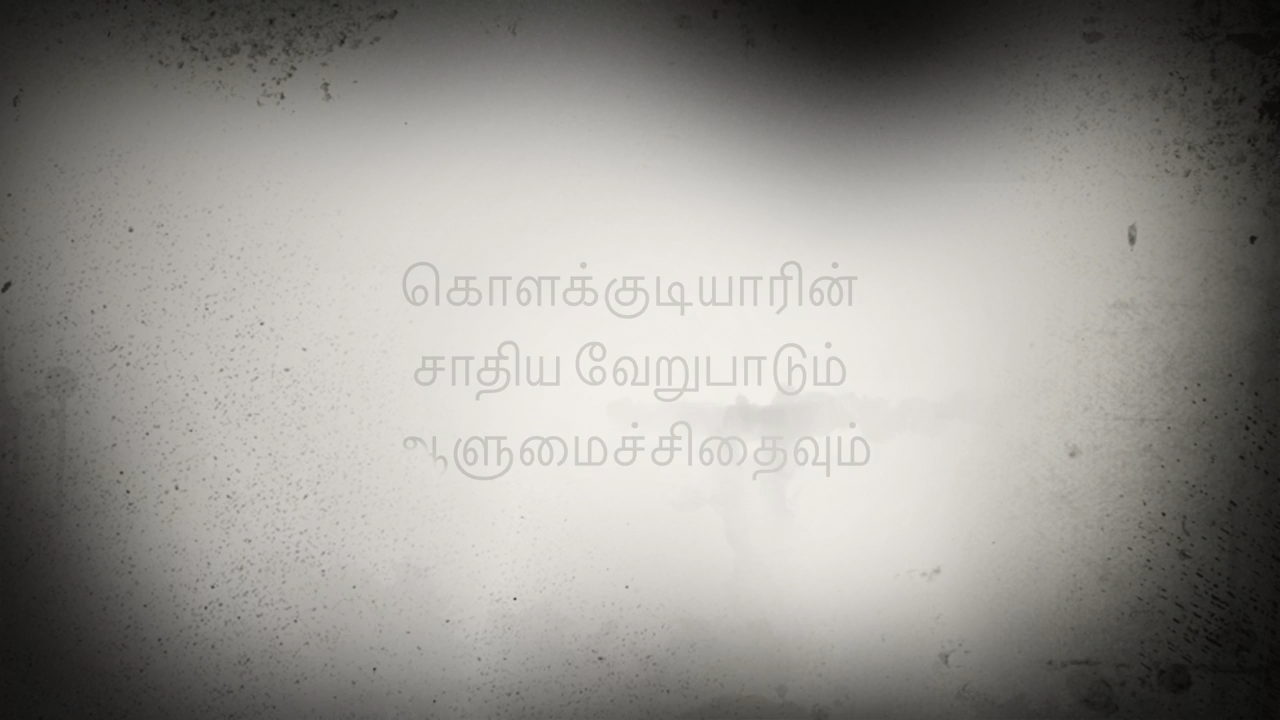 கொளக்குடியாரின்
சாதிய வேறுபாடும்
ஆளுமைச்சிதைவும்